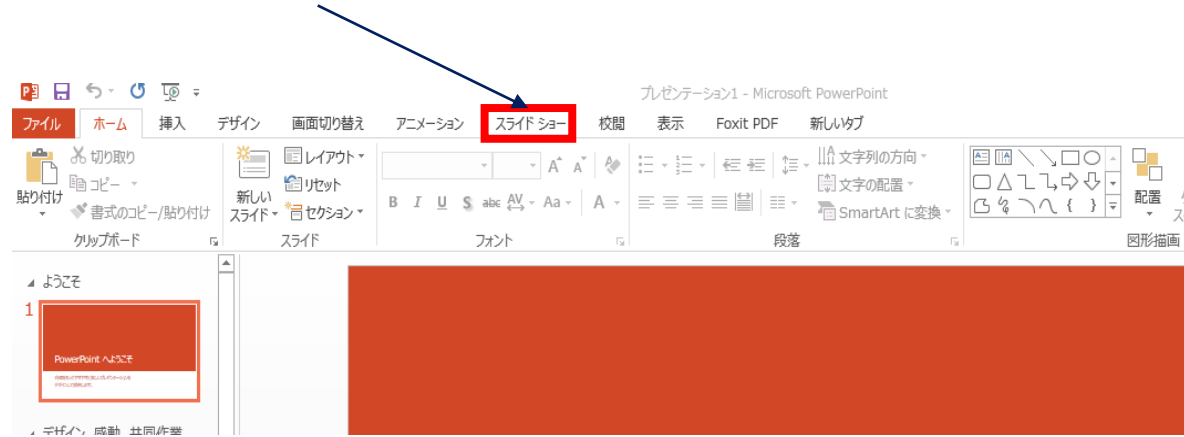 プレゼンテーション1 - Microsoft PowerPoint
ファイル ホーム 挿入 デザイン 画面切り替え アニメーション スライド ショー 校閲 表示 Foxit PDF 新しいタブ
貼り付け
切り取り
コピー
書式のコピー/貼り付け
クリップボード
新しい
スライド
レイアウト
リセット
セクション
スライド
B I U S abc AV Aa A
フォント
文字列の方向
文字の配置
SmartArt に変換
段落
配置
図形描画
ようこそ
1
PowerPoint へようこそ
デザイン、感動、共同作業